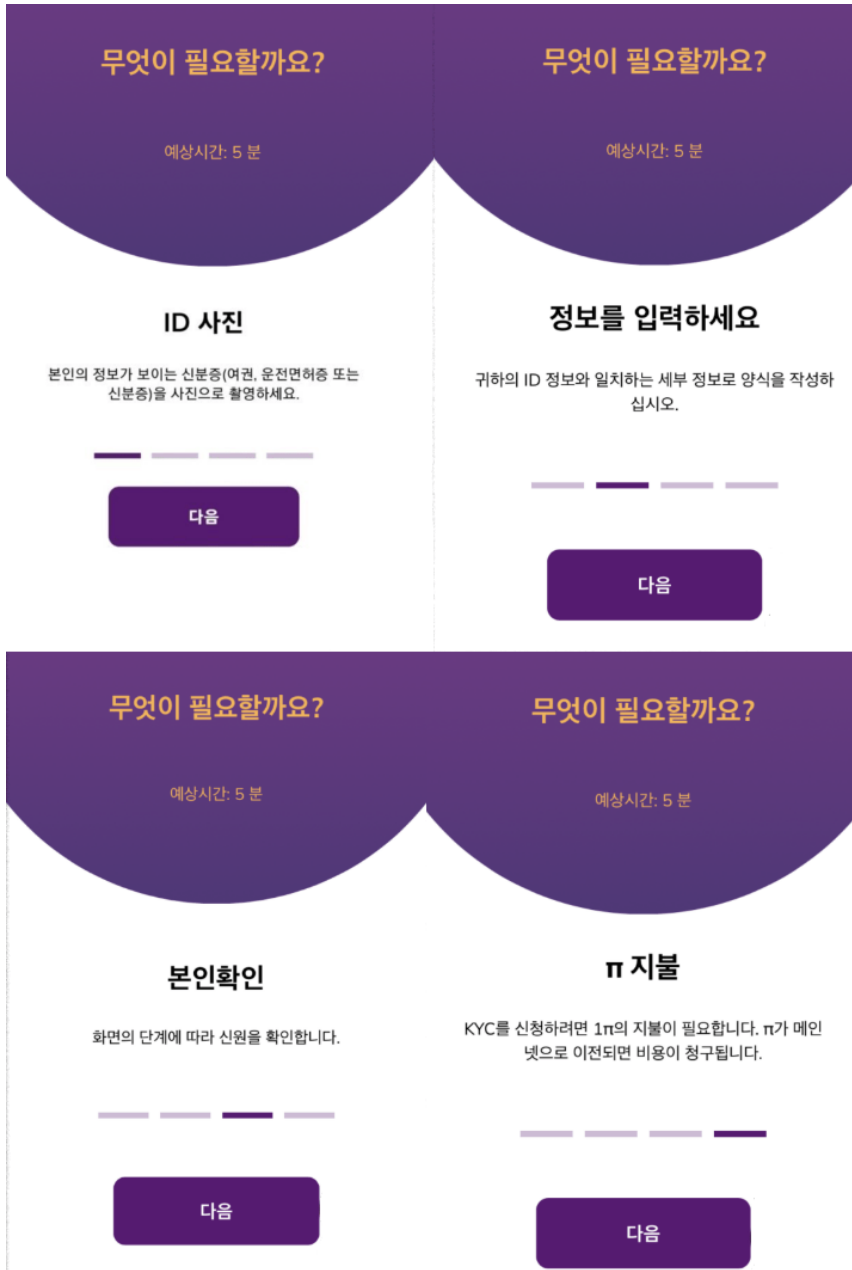 무엇이 필요할까요?
예상시간: 5 분
ID 사진
본인의 정보가 보이는 신분증(여권, 운전면허증 또는
신분증)을 사진으로 촬영하세요.
다음
무엇이 필요할까요?
예상시간: 5 분
정보를 입력하세요
귀하의 ID 정보와 일치하는 세부 정보로 양식을 작성하
십시오.
다음
무엇이 필요할까요?
예상시간: 5 분
본인확인
화면의 단계에 따라 신원을 확인합니다.
다음
무엇이 필요할까요?
예상시간: 5 분
π 지불
KYC를 신청하려면 1π의 지불이 필요합니다. π가 메인
넷으로 이전되면 비용이 청구됩니다.
다음